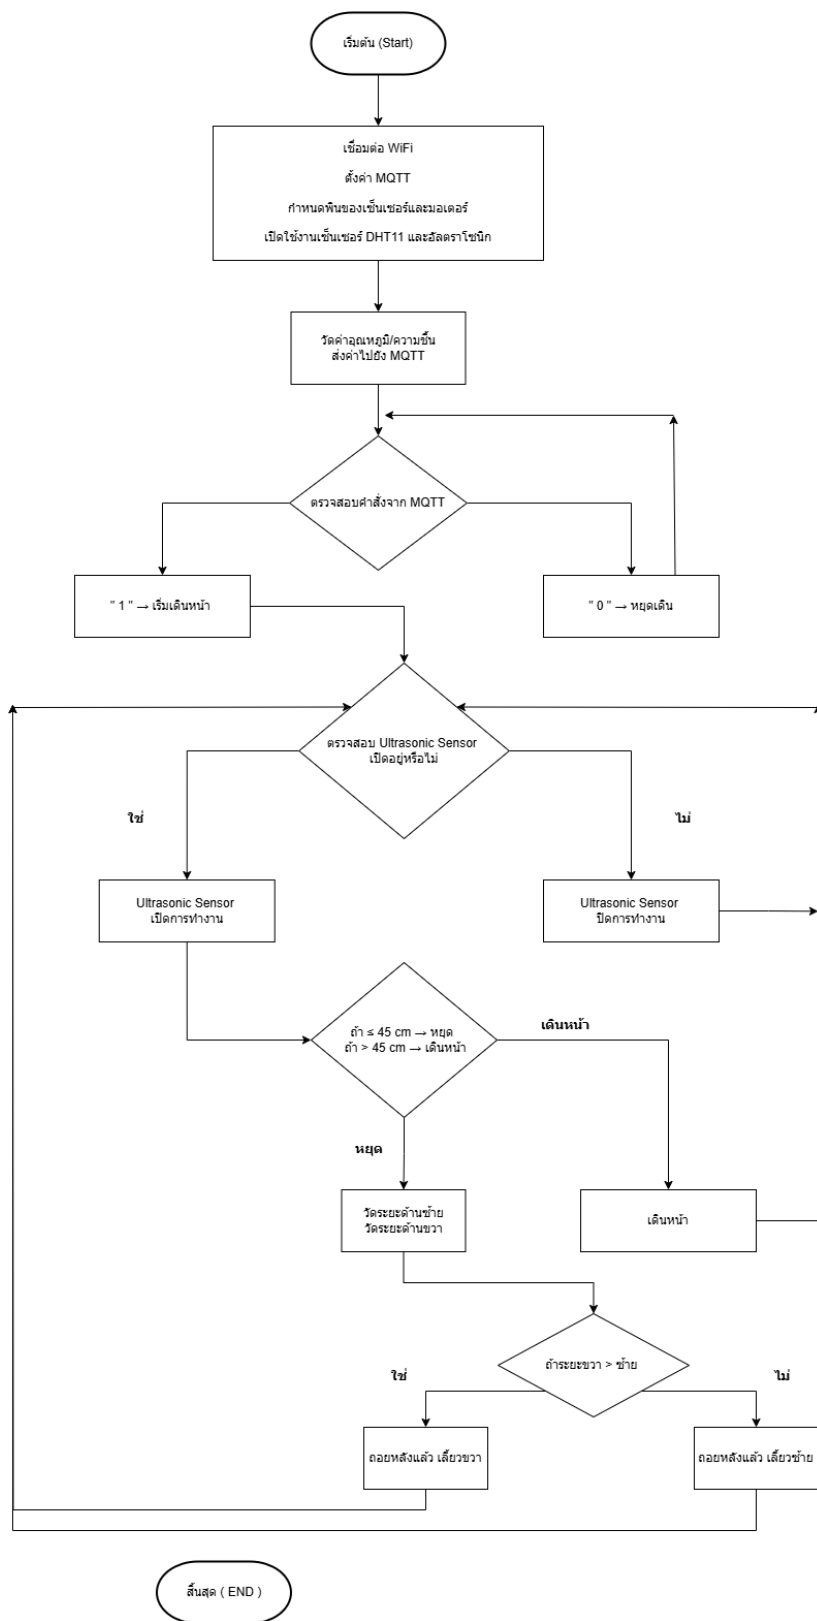 เริ่มต้น (Start)
เชื่อมต่อ WiFi
ตั้งค่า MQTT
กำหนดพินของเซ็นเซอร์และมอเตอร์
เปิดใช้งานเซ็นเซอร์ DHT11 และอัลตราโซนิก
วัดค่าอุณหภูมิ/ความชื้น
ส่งค่าไปยัง MQTT
ตรวจสอบคำสั่งจาก MQTT
" 1 " → เริ่มเดินหน้า
" 0 " → หยุดเดิน
ตรวจสอบ Ultrasonic Sensor
เปิดอยู่หรือไม่
ใช่
ไม่
Ultrasonic Sensor
เปิดการทำงาน
Ultrasonic Sensor
ปิดการทำงาน
ถ้า ≤ 45 cm → หยุด
ถ้า > 45 cm → เดินหน้า
เดินหน้า
หยุด
วัดระยะด้านซ้าย
วัดระยะด้านขวา
เดินหน้า
ถ้าระยะขวา > ซ้าย
ใช่
ไม่
ถอยหลังแล้ว เลี้ยวขวา
ถอยหลังแล้ว เลี้ยวซ้าย
สิ้นสุด ( END )